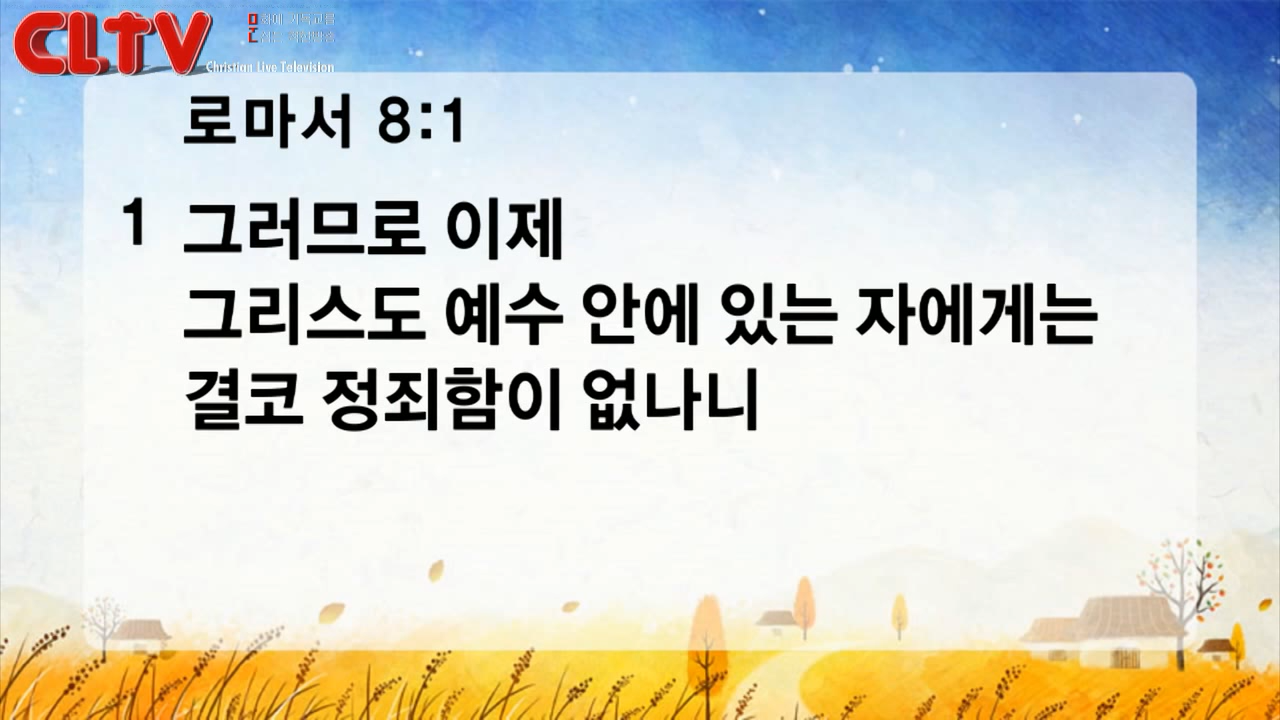 CLTV
Christian Live Television
로마서 8:1
1 그러므로 이제
그리스도 예수 안에 있는 자에게는
결코 정죄함이 없나니